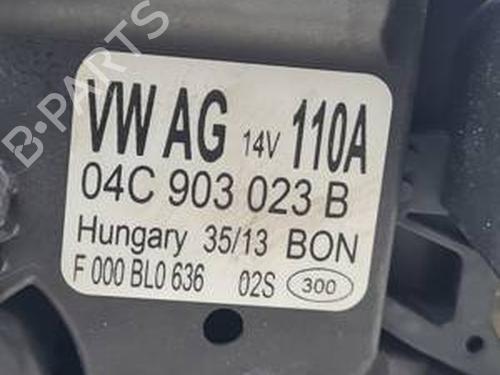 B-PARTS
VW AG 14V 110A
04C 903 023 B
Hungary 35/13 BON
F 000 BL0 636 02S 300